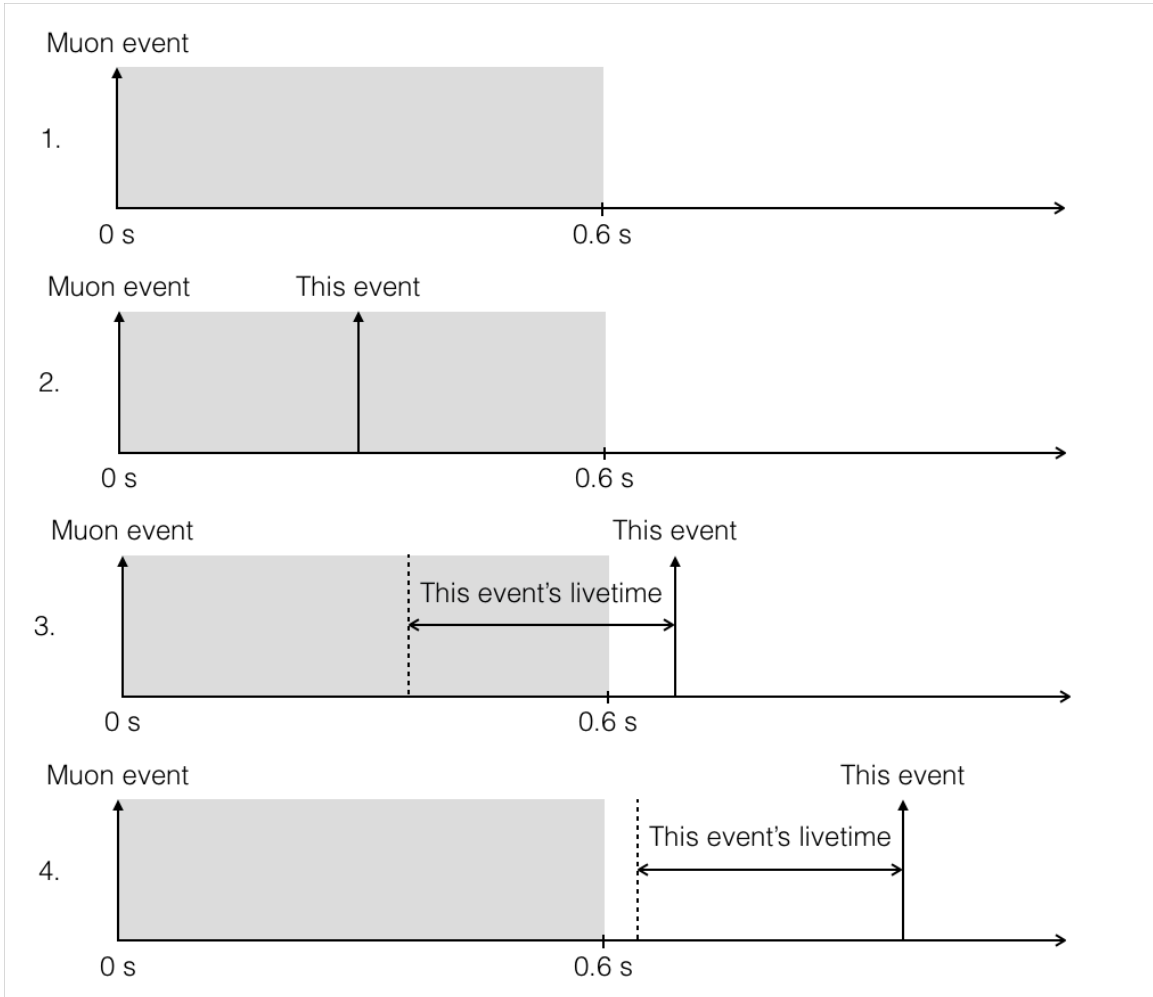 Muon event
1.
0 s
0.6 s
Muon event
This event
2.
0 s
0.6 s
Muon event
This event
This event's livetime
3.
0 s
0.6 s
Muon event
This event
This event's livetime
4.
0 s
0.6 s